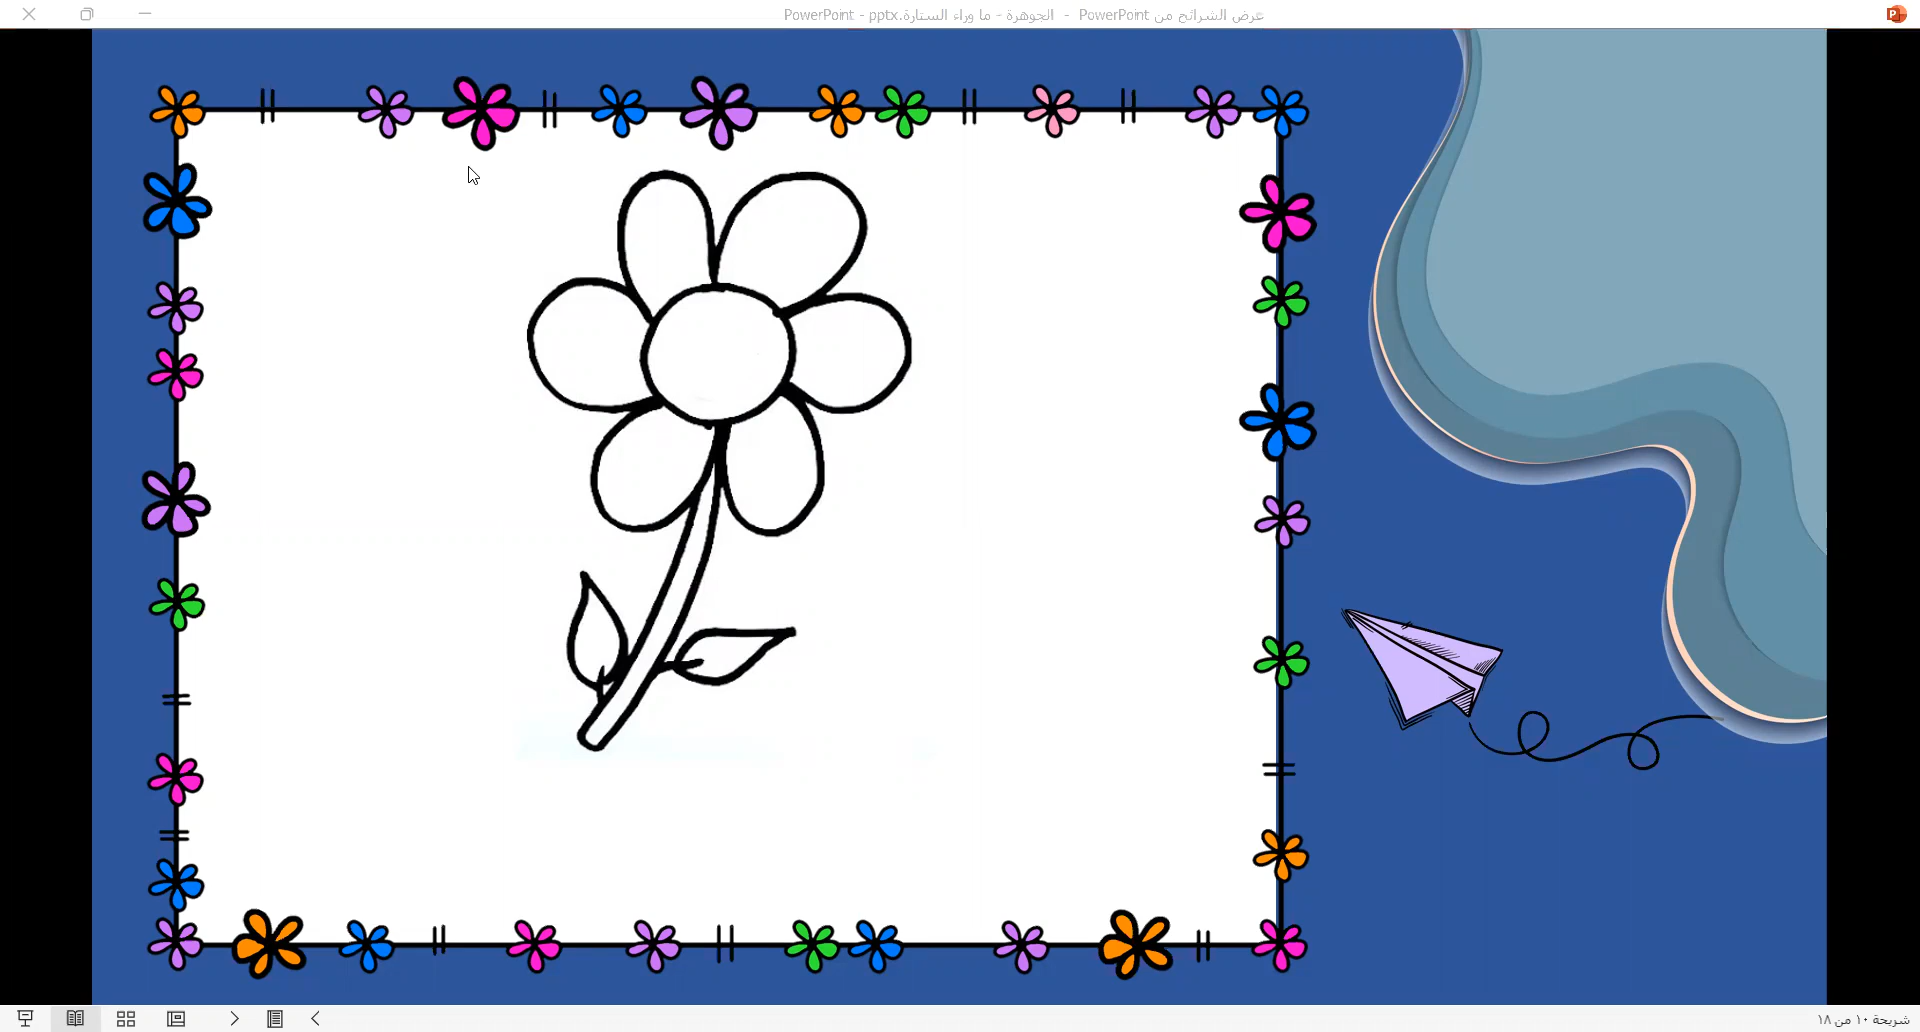 عرض الشرائح من PowerPoint - الجوهرة - ما وراء الستارة.PowerPoint - pptx
شريحة ١٠ من ١٨